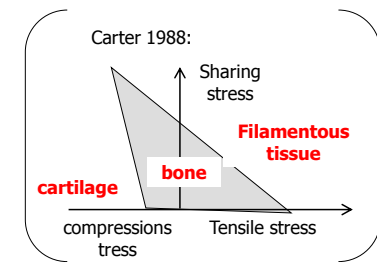 Carter 1988:
Sharing
stress
Filamentous
tissue
bone
cartilage
compressions
tress
Tensile stress